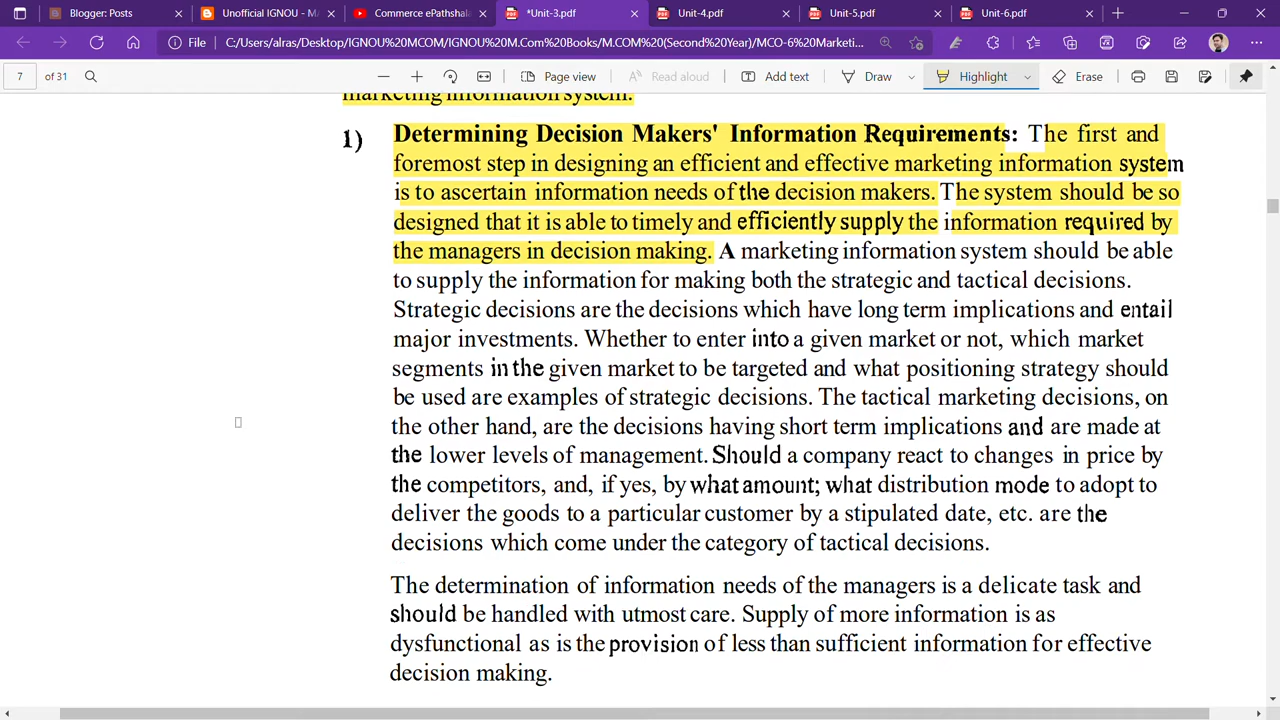 Blogger: Posts
Unofficial IGNOU - MA
Commerce ePathshal
*Unit-3.pdf
Unit-4.pdf
Unit-5.pdf
Unit-6.pdf
File
C:/Users/alras/Desktop/IGNOU%20MCOM/IGNOU%20M.Com%20Books/M.COM%20(Second%20Year)/MCO-6%20Marketi...
7 of 31
Page view
Read aloud
Add text
Draw
Highlight
Erase
marketing information system.
1) Determining Decision Makers' Information Requirements: The first and
foremost step in designing an efficient and effective marketing information system
is to ascertain information needs of the decision makers. The system should be so
designed that it is able to timely and efficiently supply the information required by
the managers in decision making. A marketing information system should be able
to supply the information for making both the strategic and tactical decisions.
Strategic decisions are the decisions which have long term implications and entail
major investments. Whether to enter into a given market or not, which market
segments in the given market to be targeted and what positioning strategy should
be used are examples of strategic decisions. The tactical marketing decisions, on
the other hand, are the decisions having short term implications and are made at
the lower levels of management. Should a company react to changes in price by
the competitors, and, if yes, by what amount; what distribution mode to adopt to
deliver the goods to a particular customer by a stipulated date, etc. are the
decisions which come under the category of tactical decisions.
The determination of information needs of the managers is a delicate task and
should be handled with utmost care. Supply of more information is as
dysfunctional as is the provision of less than sufficient information for effective
decision making.